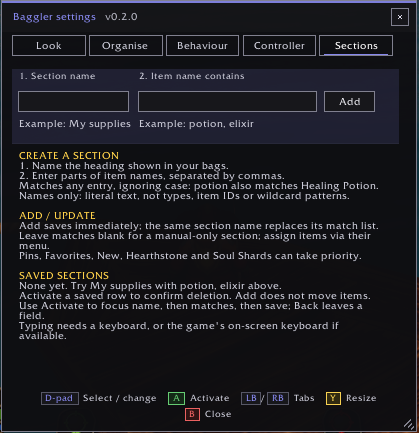 Baggler settings v0.2.0
×
Look
Organise
Behaviour
Controller
Sections
1. Section name
2. Item name contains
Add
Example: My supplies
Example: potion, elixir
CREATE A SECTION
1. Name the heading shown in your bags.
2. Enter parts of item names, separated by commas.
Matches any entry, ignoring case: potion also matches Healing Potion.
Names only: literal text, not types, item IDs or wildcard patterns.
ADD / UPDATE
Add saves immediately; the same section name replaces its match list.
Leave matches blank for a manual-only section; assign items via their
menu.
Pins, Favorites, New, Hearthstone and Soul Shards can take priority.
SAVED SECTIONS
None yet. Try My supplies with potion, elixir above.
Activate a saved row to confirm deletion. Add does not move items.
Use Activate to focus name, then matches, then save; Back leaves a
field.
Typing needs a keyboard, or the game's on-screen keyboard if
available.
D-pad Select / change A Activate LB / RB Tabs Y Resize
B Close